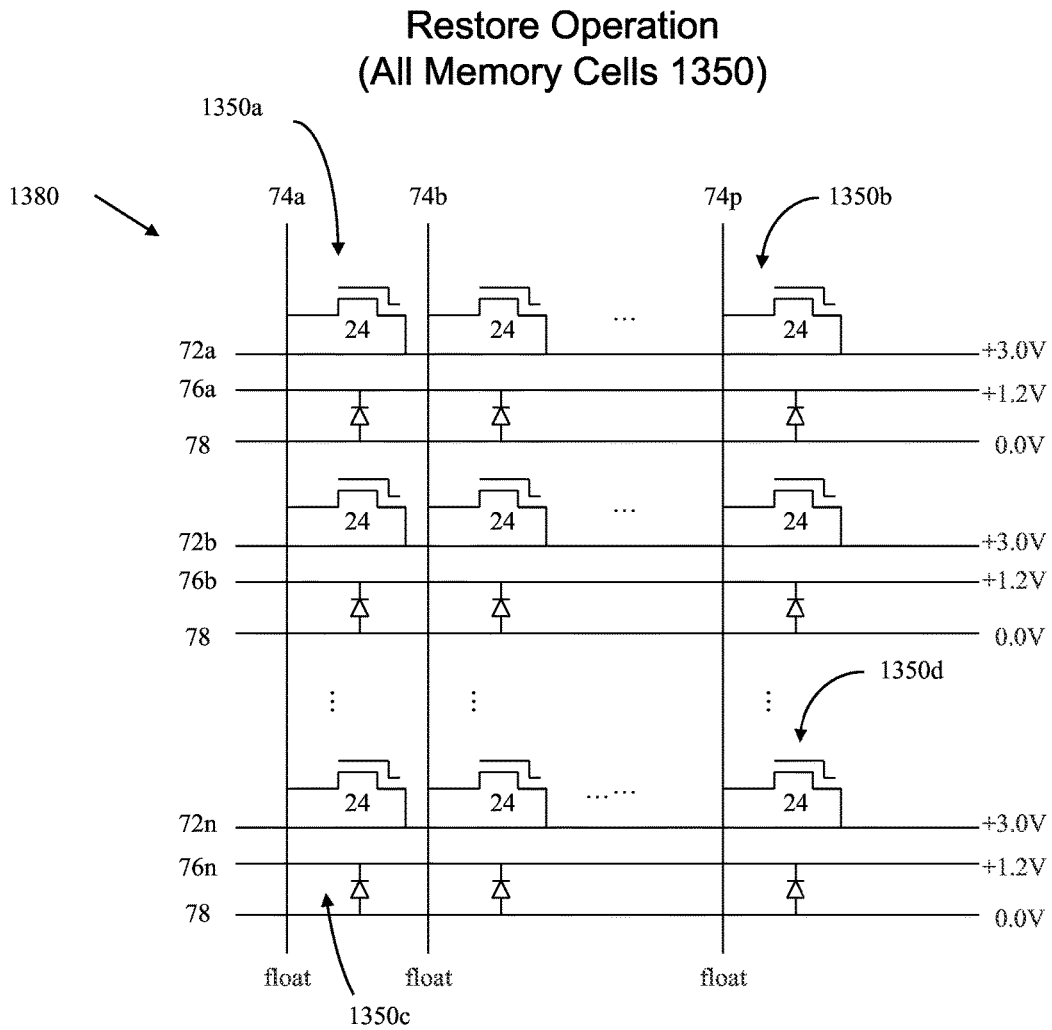 Restore Operation
(All Memory Cells 1350)
1350a
1380
74a 74b 74p 1350b
24 24 ... 24
72a +3.0V
76a +1.2V
78 0.0V
24 24 ... 24
72b +3.0V
76b +1.2V
78 0.0V
... ... ... 1350d
24 24 ... ... 24
72n +3.0V
76n +1.2V
78 0.0V
float float float
1350c